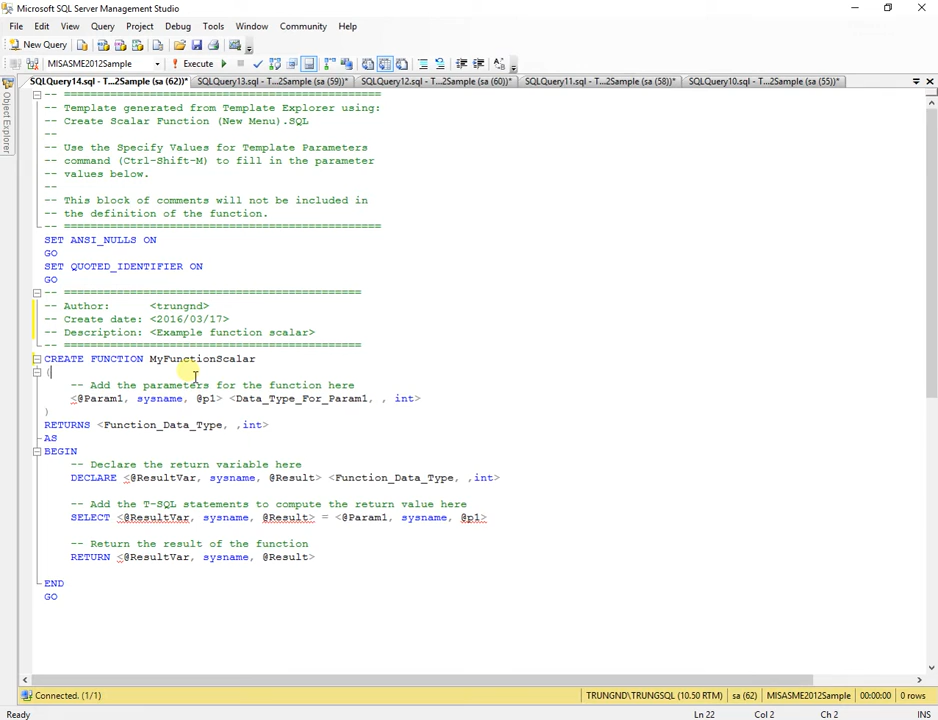 Microsoft SQL Server Management Studio
File Edit View Query Project Debug Tools Window Community Help
New Query
MISASME2012Sample Execute
SQLQuery14.sql - T...2Sample (sa (62))* SQLQuery13.sql - T...2Sample (sa (59))* SQLQuery12.sql - T...2Sample (sa (60))* SQLQuery11.sql - T...2Sample (sa (58))* SQLQuery10.sql - T...2Sample (sa (55))*
Object Explorer
-- ================================================
-- Template generated from Template Explorer using:
-- Create Scalar Function (New Menu).SQL
--
-- Use the Specify Values for Template Parameters
-- command (Ctrl-Shift-M) to fill in the parameter
-- values below.
--
-- This block of comments will not be included in
-- the definition of the function.
-- ================================================
SET ANSI_NULLS ON
GO
SET QUOTED_IDENTIFIER ON
GO
-- =============================================
-- Author: <trungnd>
-- Create date: <2016/03/17>
-- Description: <Example function scalar>
-- =============================================
CREATE FUNCTION MyFunctionScalar
(
-- Add the parameters for the function here
<@Param1, sysname, @p1> <Data_Type_For_Param1, , int>
)
RETURNS <Function_Data_Type, ,int>
AS
BEGIN
-- Declare the return variable here
DECLARE <@ResultVar, sysname, @Result> <Function_Data_Type, ,int>
-- Add the T-SQL statements to compute the return value here
SELECT <@ResultVar, sysname, @Result> = <@Param1, sysname, @p1>
-- Return the result of the function
RETURN <@ResultVar, sysname, @Result>
END
GO
Connected. (1/1) TRUNGND\TRUNGSQL (10.50 RTM) sa (62) MISASME2012Sample 00:00:00 0 rows
Ready Ln 22 Col 2 Ch 2 INS